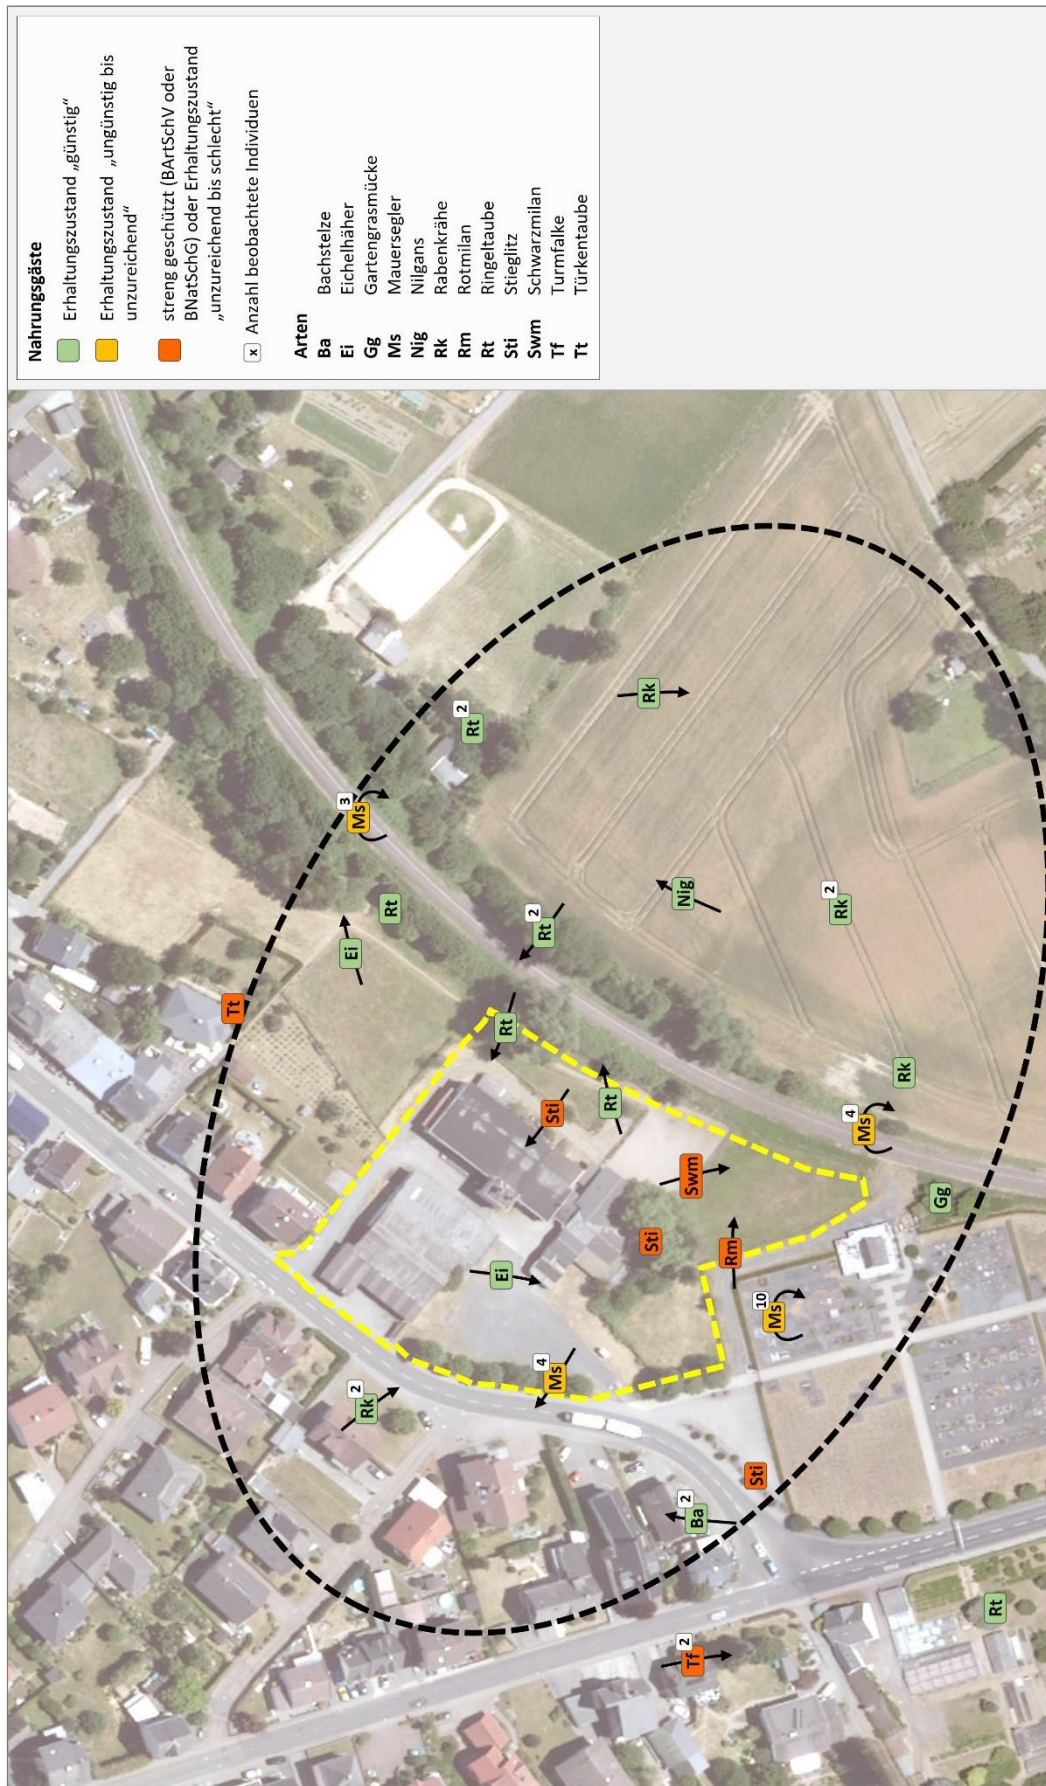 Nahrungsgäste
Erhaltungszustand „günstig“
Erhaltungszustand „ungünstig bis
unzureichend“
streng geschützt (BArtSchV oder
BNatSchG) oder Erhaltungszustand
„unzureichend bis schlecht“
x Anzahl beobachtete Individuen
Arten
Ba Bachstelze
Ei Eichelhäher
Gg Gartengrasmücke
Ms Mauersegler
Nig Nilgans
Rk Rabenkrähe
Rm Rotmilan
Rt Ringeltaube
Sti Stieglitz
Swm Schwarzmilan
Tf Turmfalke
Tt Türkentaube
Tt
Ei
Rt
Ms 3
Rt 2
Rk 2
Ei
Rt
Rt 2
Sti
Rt
Ms 4
Sti
Swm
Nig
Rk
Ba 2
Tf 2
Rm
Sti
Ms 10
Ms 4
Rk 2
Rk
Gg
Rt